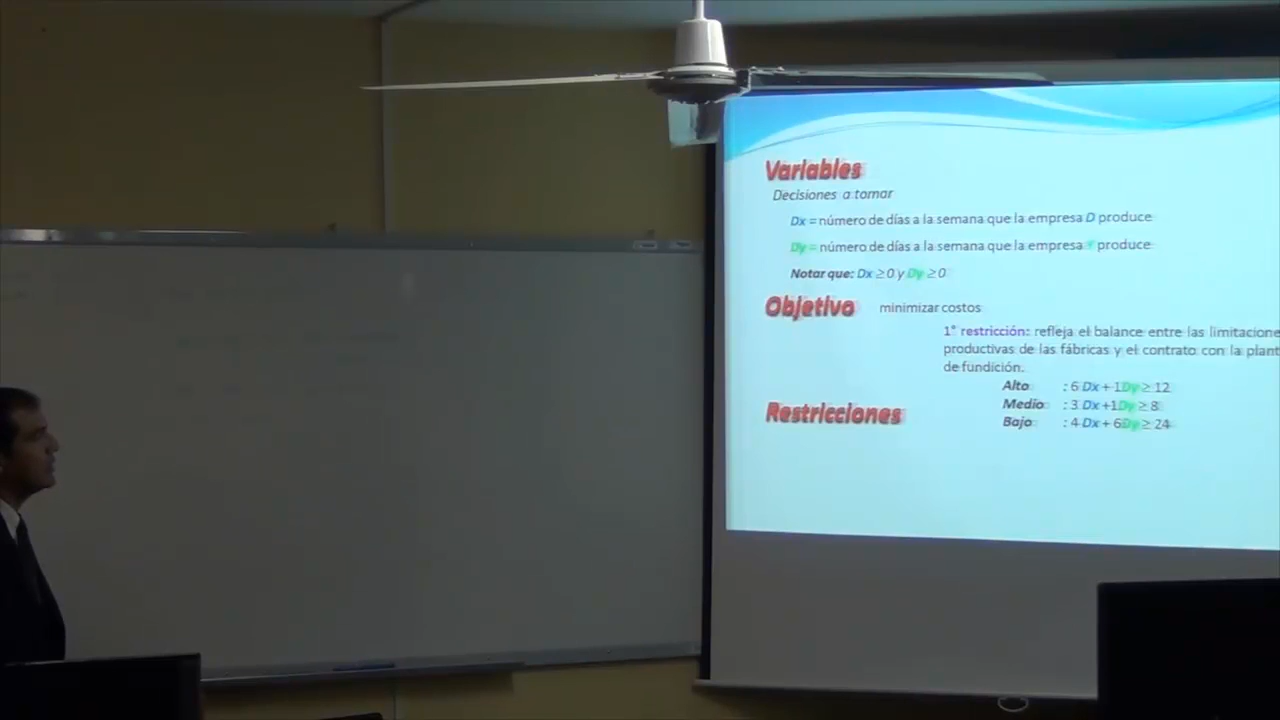 Variables
Decisiones a tomar
Dx = número de días a la semana que la empresa D produce
Dy = número de días a la semana que la empresa produce
Notar que: Dx ≥ 0 y Dy ≥ 0
Objetivo minimizar costos
1° restricción: refleja el balance entre las limitacione
productivas de las fábricas y el contrato con la plant
de fundición.
Alto : 6 Dx + 1Dy ≥ 12
Medio : 3 Dx +1Dy ≥ 8
Restricciones
Bajo : 4 Dx + 6Dy ≥ 24